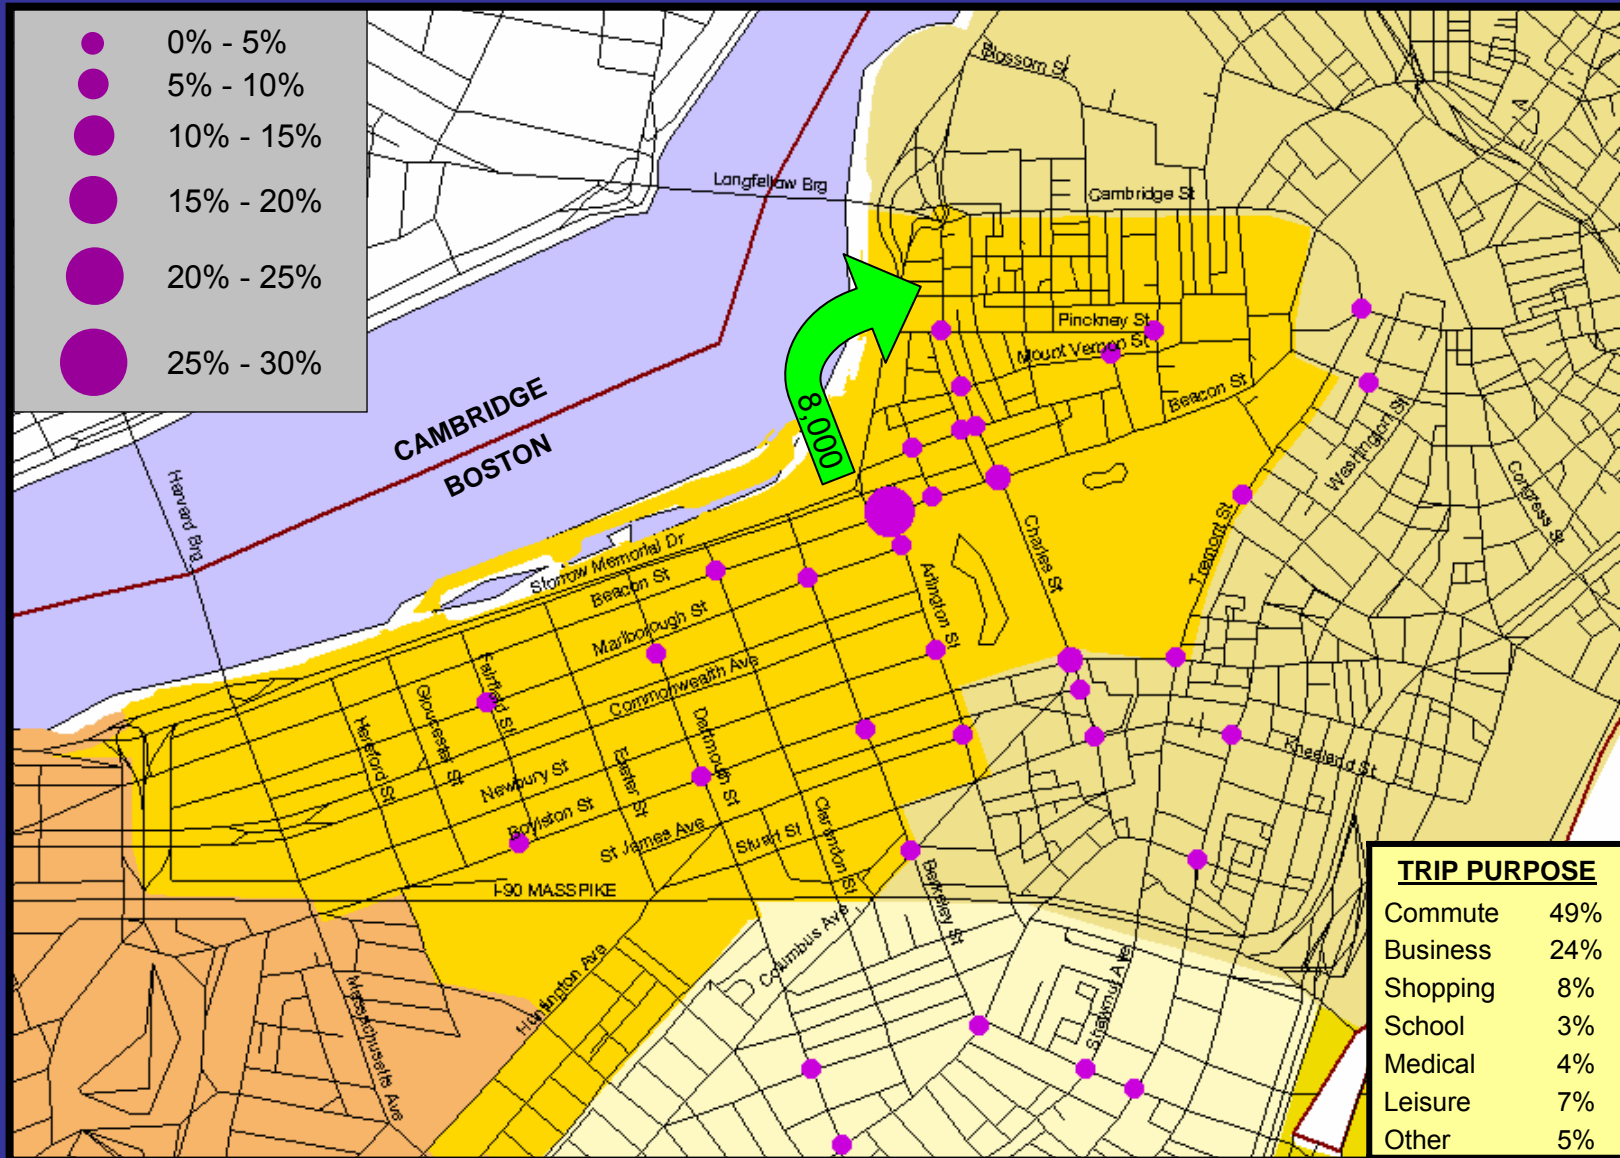 0% - 5%
5% - 10%
10% - 15%
15% - 20%
20% - 25%
25% - 30%
Blossom St
Longfellow Brg
Cambridge St
Pinckney St
Mount Vernon St
Beacon St
8,000
CAMBRIDGE
BOSTON
Harvard Brg
Washington St
Congress St
Tremont St
Charles St
Arlington St
Storrow Memorial Dr
Beacon St
Marlborough St
Commonwealth Ave
Fairfield St
Gloucester St
Hereford St
Dartmouth St
Exeter St
Newbury St
Boylston St
St James Ave
Stuart St
Clarendon St
Berkeley St
Kneeland St
I-90 MASSPIKE
Columbus Ave
Huntington Ave
Massachusetts Ave
Shawmut Ave
TRIP PURPOSE
Commute 49%
Business 24%
Shopping 8%
School 3%
Medical 4%
Leisure 7%
Other 5%